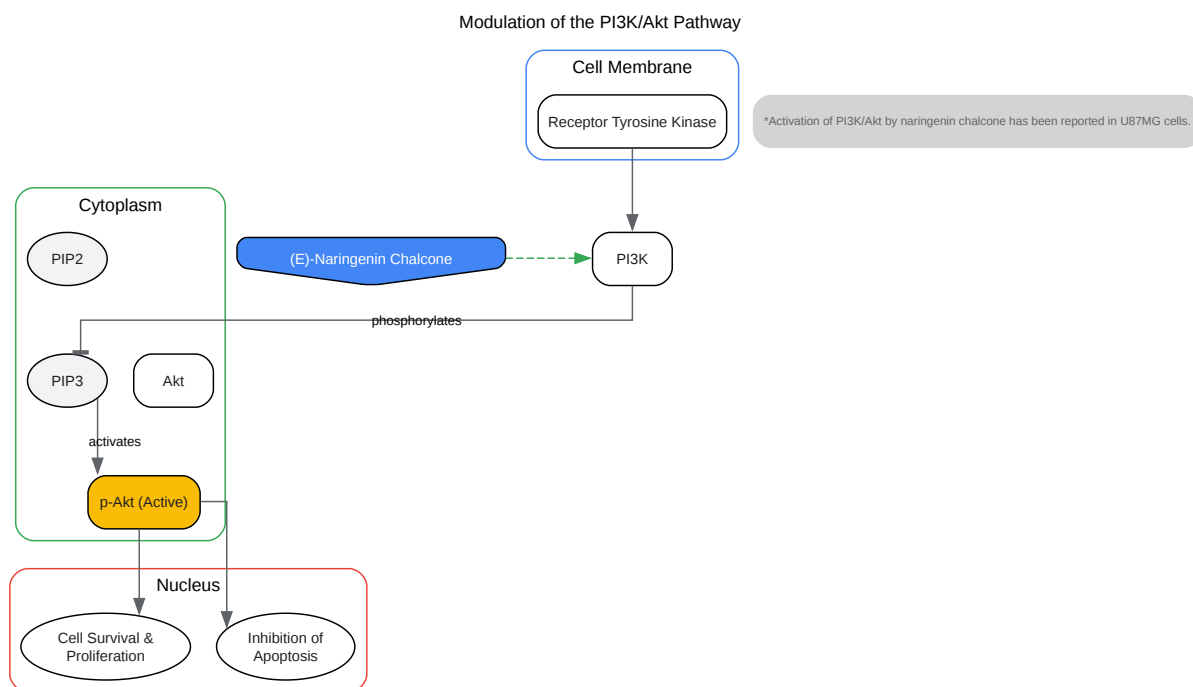 Modulation of the PI3K/Akt Pathway
Cell Membrane
Receptor Tyrosine Kinase
*Activation of PI3K/Akt by naringenin chalcone has been reported in U87MG cells.
Cytoplasm
PIP2
(E)-Naringenin Chalcone
PI3K
phosphorylates
PIP3
Akt
activates
p-Akt (Active)
Nucleus
Cell Survival &
Proliferation
Inhibition of
Apoptosis